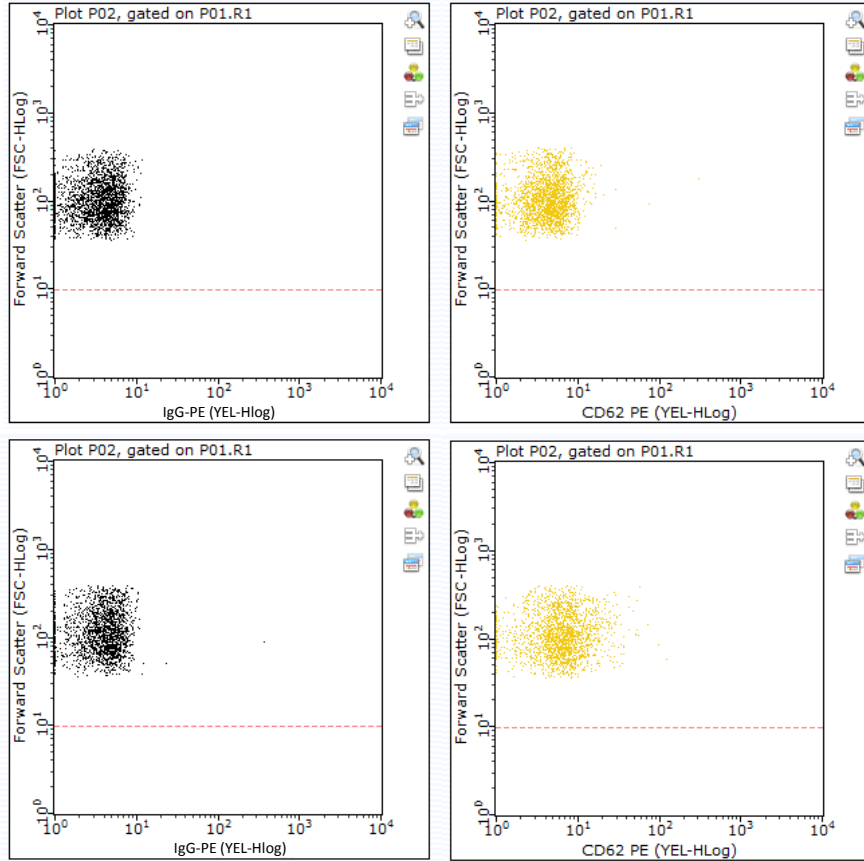 Plot P02, gated on P01.R1
Forward Scatter (FSC-HLog)
10^4
10^3
10^2
10^1
10^0
10^0 10^1 10^2 10^3 10^4
IgG-PE (YEL-Hlog)
Plot P02, gated on P01.R1
Forward Scatter (FSC-HLog)
10^4
10^3
10^2
10^1
10^0
10^0 10^1 10^2 10^3 10^4
CD62 PE (YEL-HLog)
Plot P02, gated on P01.R1
Forward Scatter (FSC-HLog)
10^4
10^3
10^2
10^1
10^0
10^0 10^1 10^2 10^3 10^4
IgG-PE (YEL-Hlog)
Plot P02, gated on P01.R1
Forward Scatter (FSC-HLog)
10^4
10^3
10^2
10^1
10^0
10^0 10^1 10^2 10^3 10^4
CD62 PE (YEL-HLog)